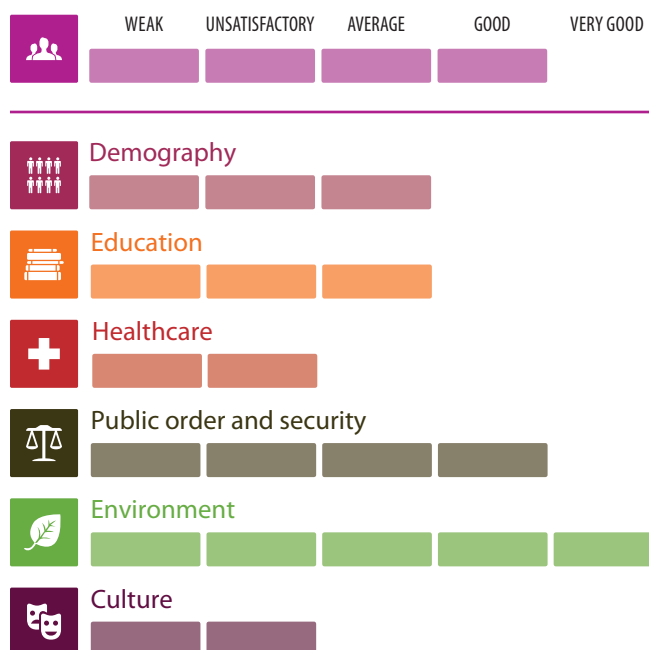 WEAK UNSATISFACTORY AVERAGE GOOD VERY GOOD
Demography
Education
Healthcare
Public order and security
Environment
Culture